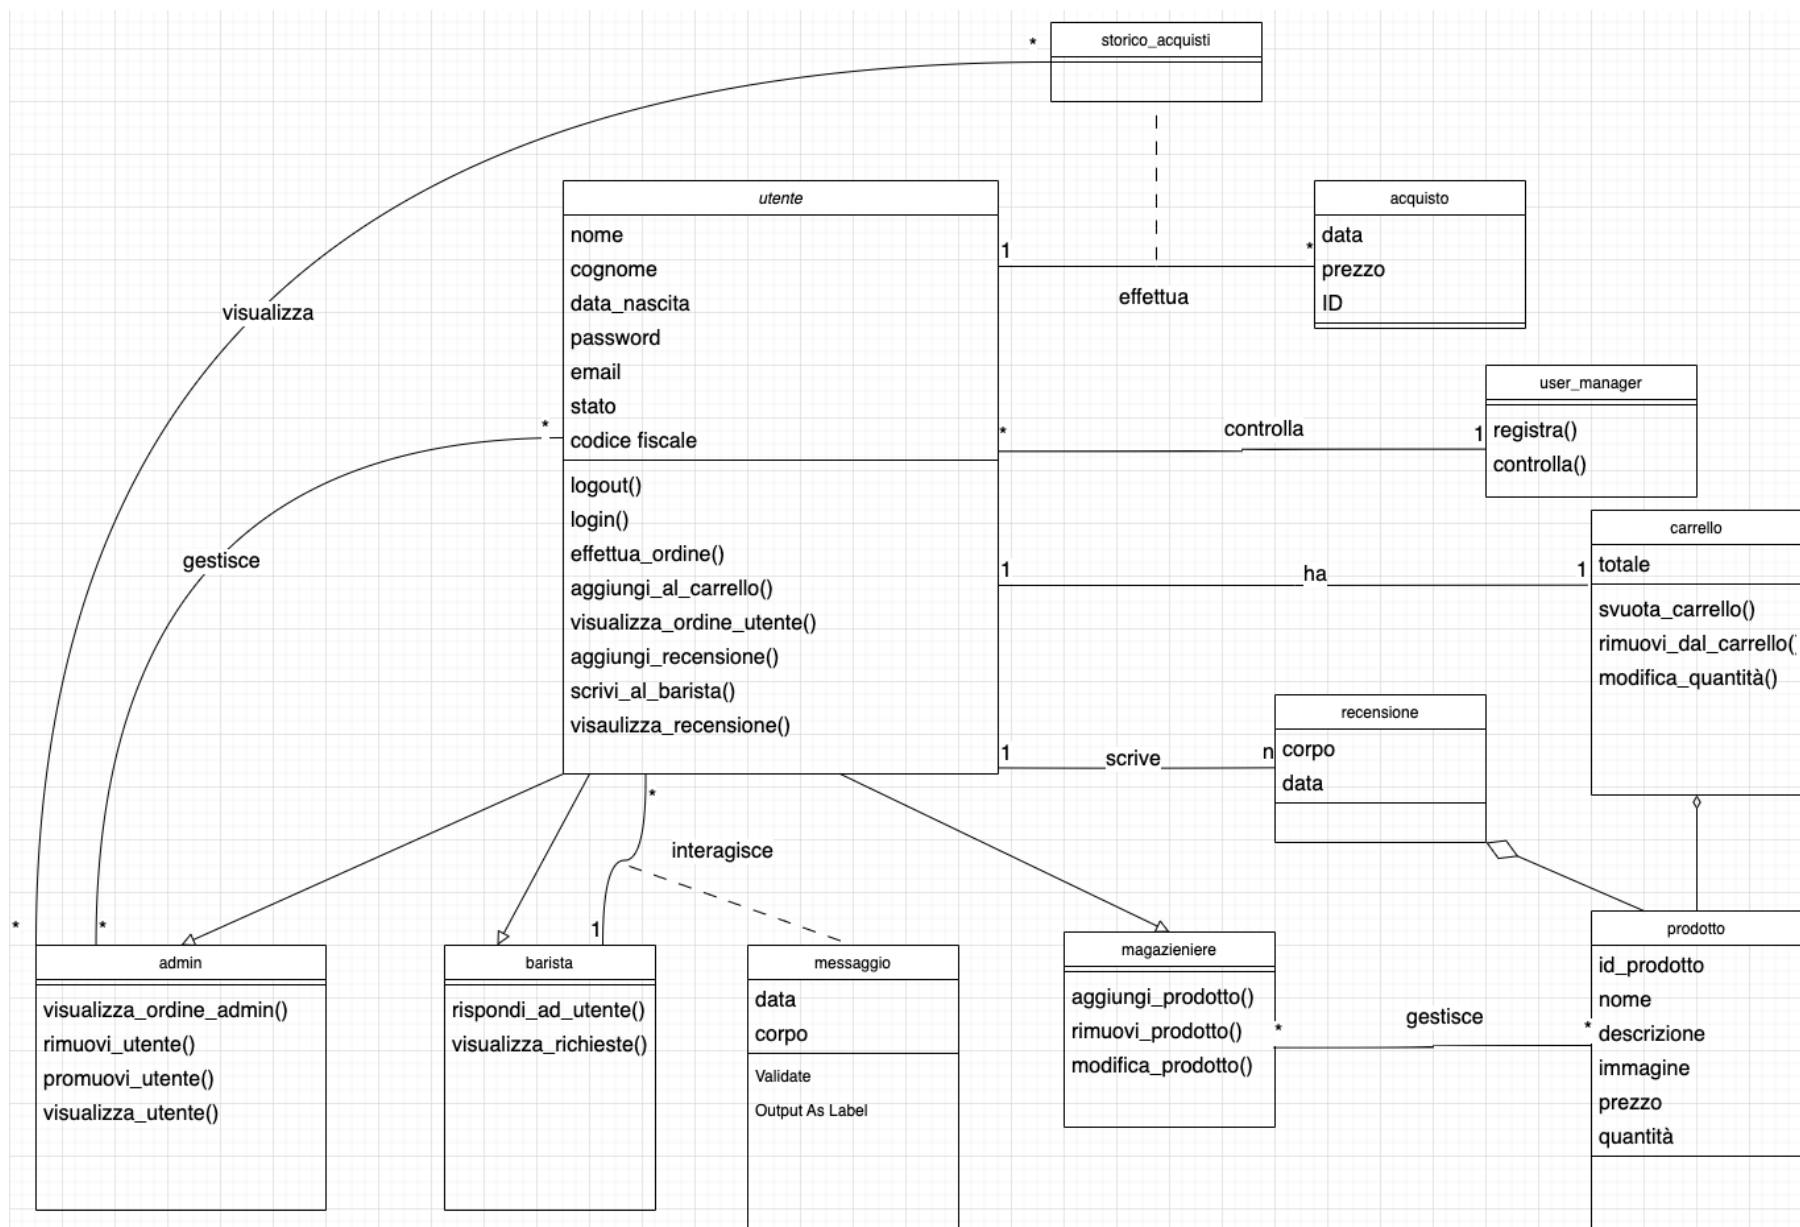 *
storico_acquisti
utente
nome
cognome
data_nascita
password
email
stato
codice fiscale
logout()
login()
effettua_ordine()
aggiungi_al_carrello()
visualizza_ordine_utente()
aggiungi_recensione()
scrivi_al_barista()
visaulizza_recensione()
1
*
effettua
acquisto
data
prezzo
ID
visualizza
*
gestisce
*
controlla
1
user_manager
registra()
controlla()
1
ha
1
carrello
totale
svuota_carrello()
rimuovi_dal_carrello(
modifica_quantità()
1
scrive
n
recensione
corpo
data
*
interagisce
*
*
1
admin
visualizza_ordine_admin()
rimuovi_utente()
promuovi_utente()
visualizza_utente()
barista
rispondi_ad_utente()
visualizza_richieste()
messaggio
data
corpo
Validate
Output As Label
magazieniere
aggiungi_prodotto()
rimuovi_prodotto()
modifica_prodotto()
*
gestisce
*
prodotto
id_prodotto
nome
descrizione
immagine
prezzo
quantità